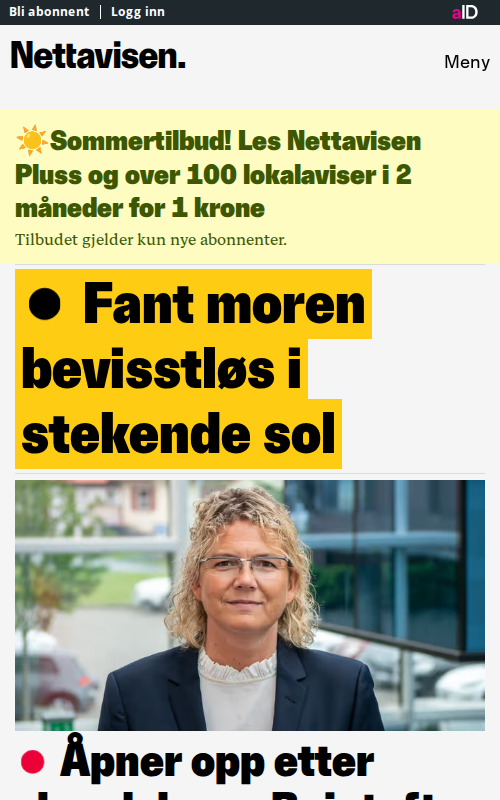 Bli abonnent | Logg inn
aID
Nettavisen.
Meny
☀️Sommertilbud! Les Nettavisen
Pluss og over 100 lokalaviser i 2
måneder for 1 krone
Tilbudet gjelder kun nye abonnenter.
● Fant moren
bevisstløs i
stekende sol
Åpner opp etter